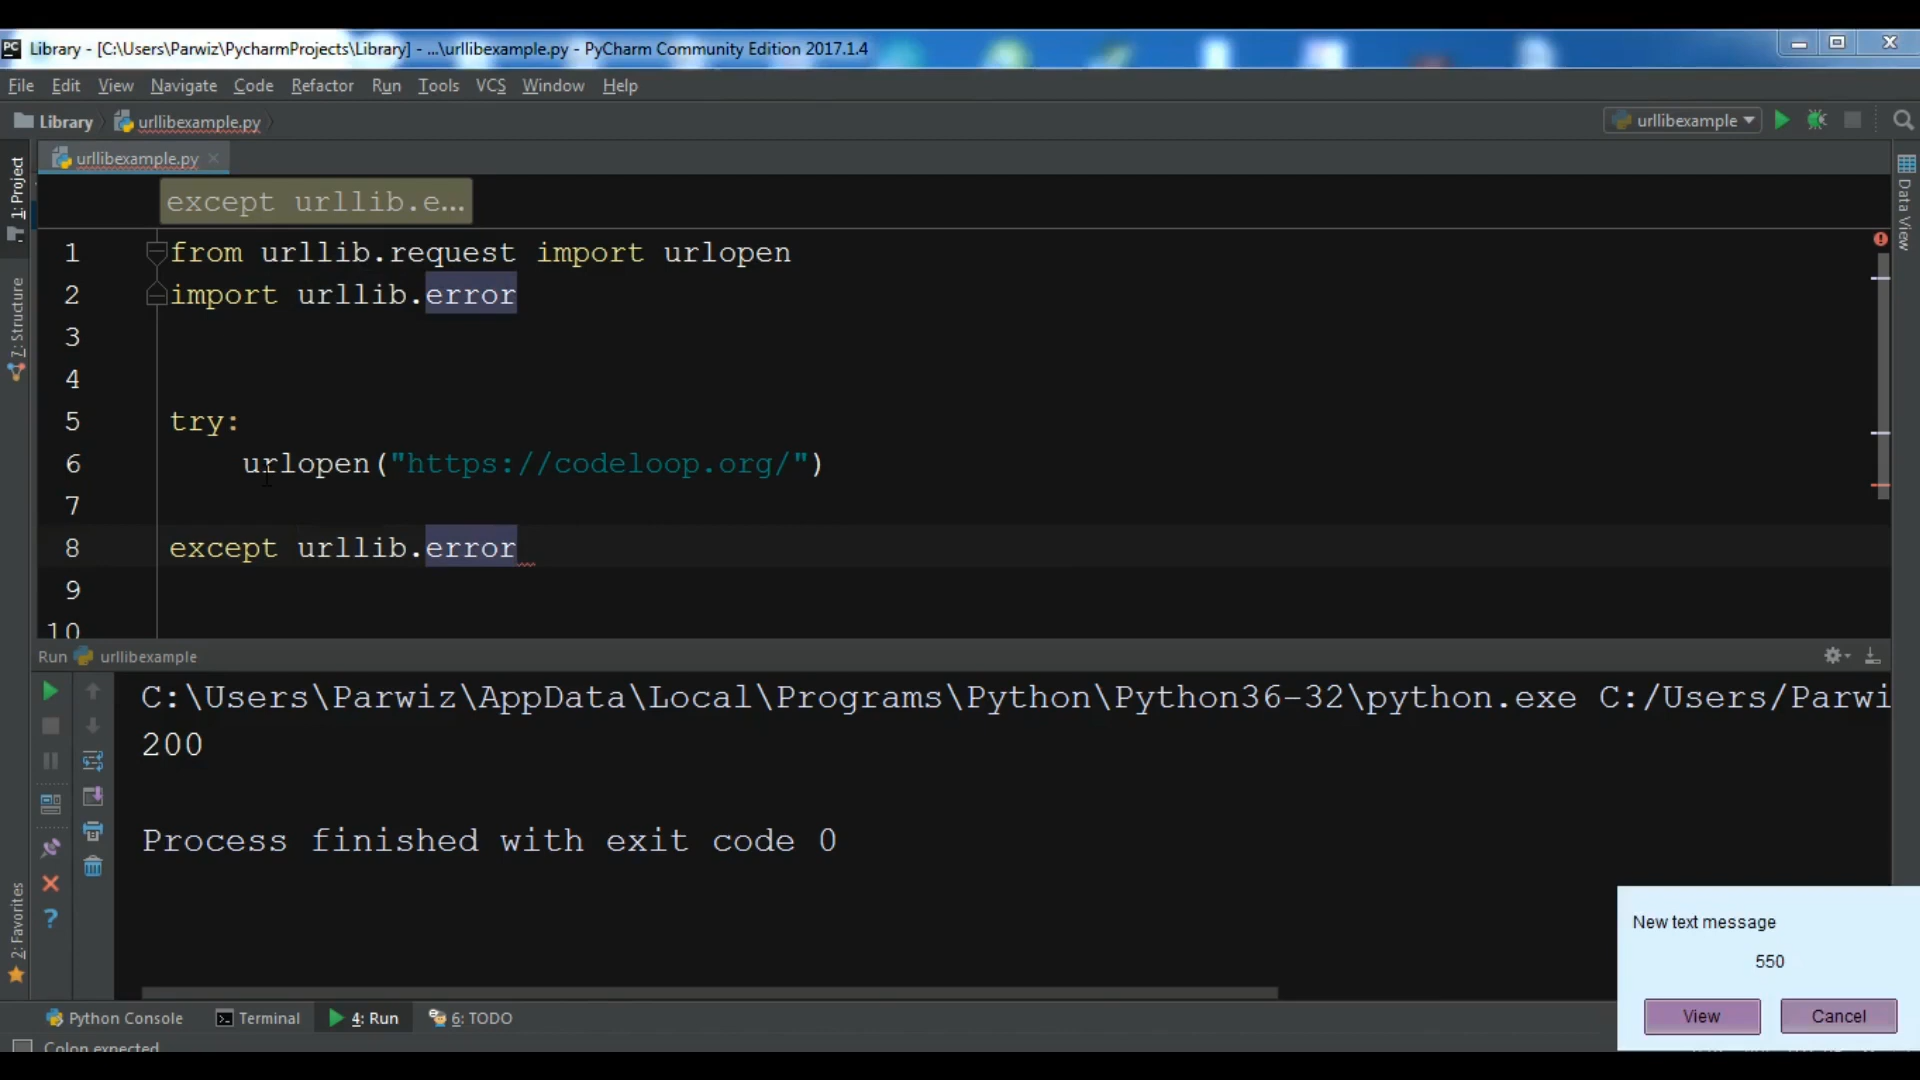 Library - [C:\Users\Parwiz\PycharmProjects\Library] - ...\urllibexample.py - PyCharm Community Edition 2017.1.4
File Edit View Navigate Code Refactor Run Tools VCS Window Help
Library urllibexample.py urllibexample
urllibexample.py
1: Project
7: Structure
2: Favorites
Data View
except urllib.e...
1 from urllib.request import urlopen
2 import urllib.error
3
4
5 try:
6 urlopen("https://codeloop.org/")
7
8 except urllib.error
9
10
Run urllibexample
C:\Users\Parwiz\AppData\Local\Programs\Python\Python36-32\python.exe C:/Users/Parwi
200
Process finished with exit code 0
New text message
550
View Cancel
Python Console Terminal 4: Run 6: TODO
Colon expected